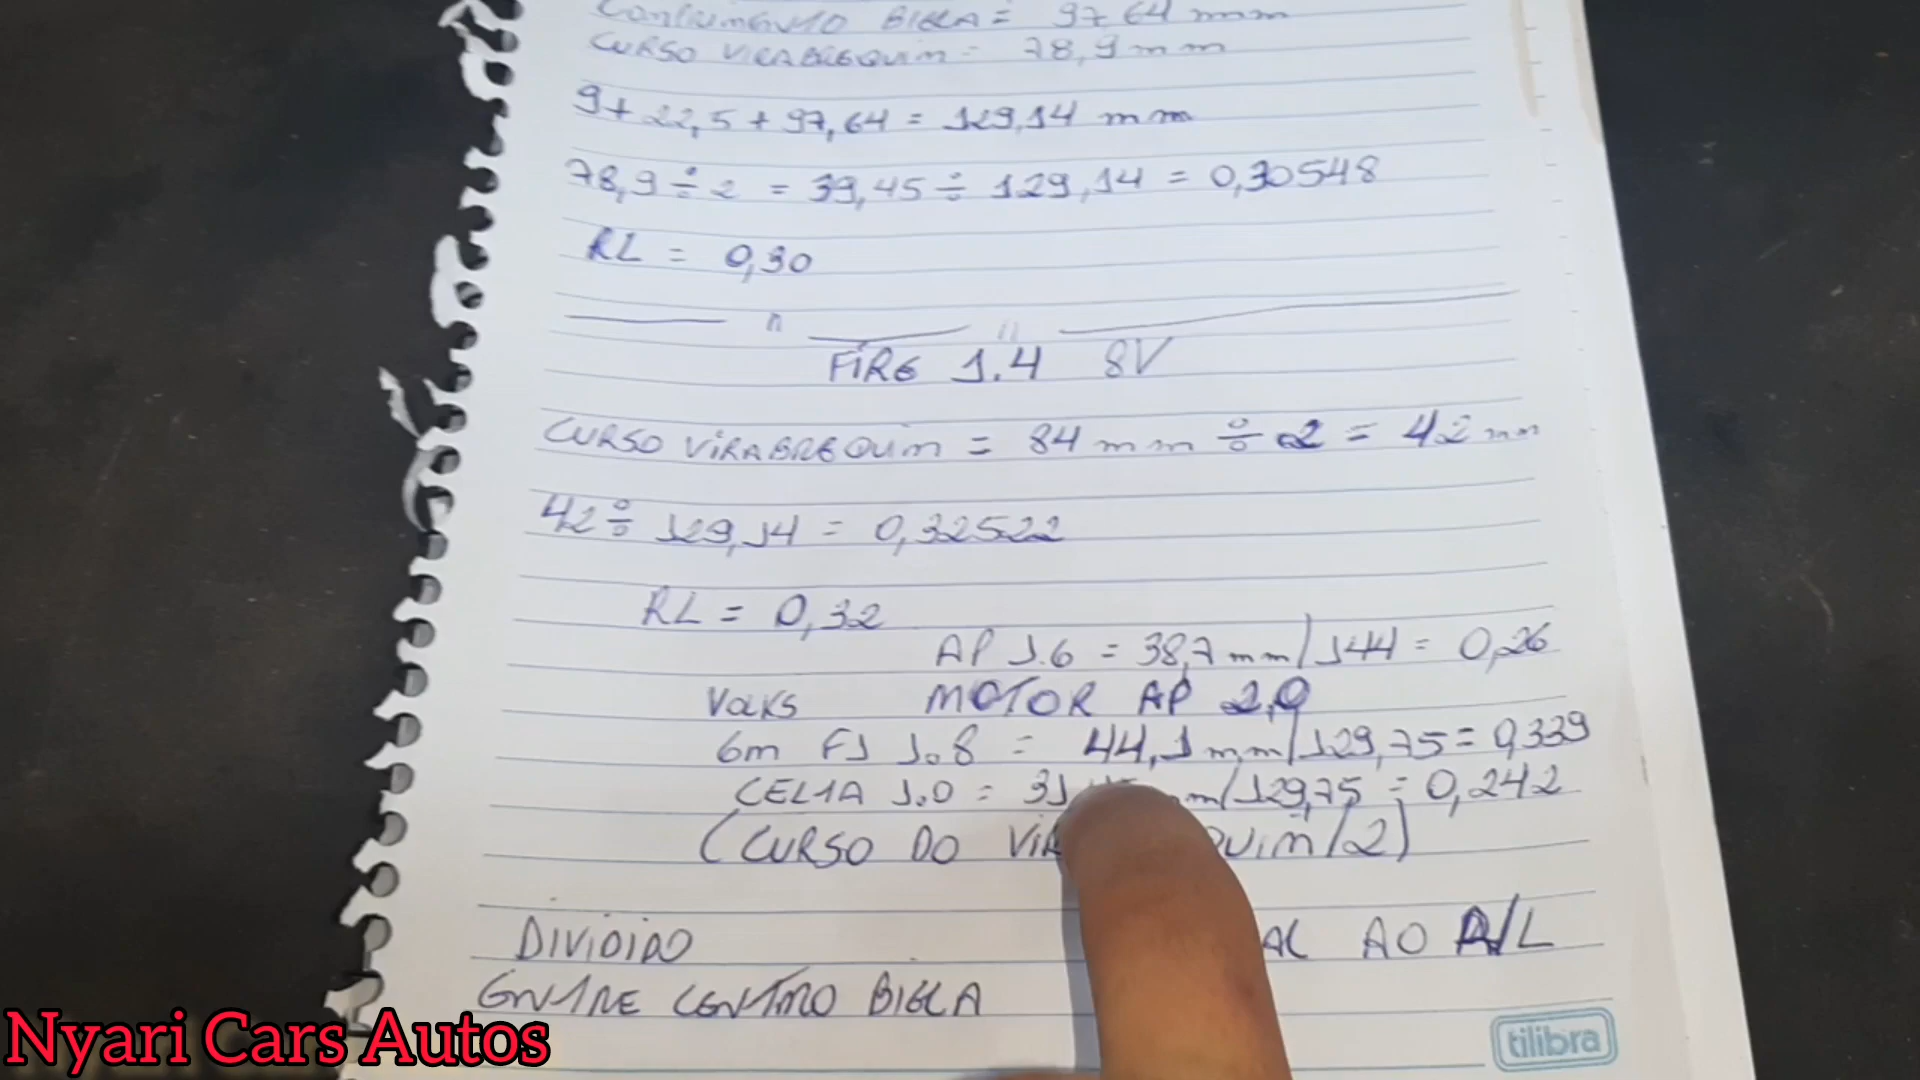 COMPRIMENTO BIELA = 97,64 mm
CURSO VIRABREQUIM = 78,9 mm
9 + 22,5 + 97,64 = 129,14 mm
78,9 ÷ 2 = 39,45 ÷ 129,14 = 0,30548
RL = 0,30
FIRE 1.4 8V
CURSO VIRABREQUIM = 84 mm ÷ 2 = 42 mm
42 ÷ 129,14 = 0,32522
RL = 0,32
AP 1.6 = 38,7 mm / 144 = 0,26
VOLKS MOTOR AP 2,0
GM F1 1.8 = 44,1 mm / 129,75 = 0,339
CELTA 1.0 = 31 mm / 129,75 = 0,242
(CURSO DO VIR QUIM / 2)
DIVIDIDO AL AO R/L
ENTRE CENTRO BIELA
tilibra
Nyari Cars Autos